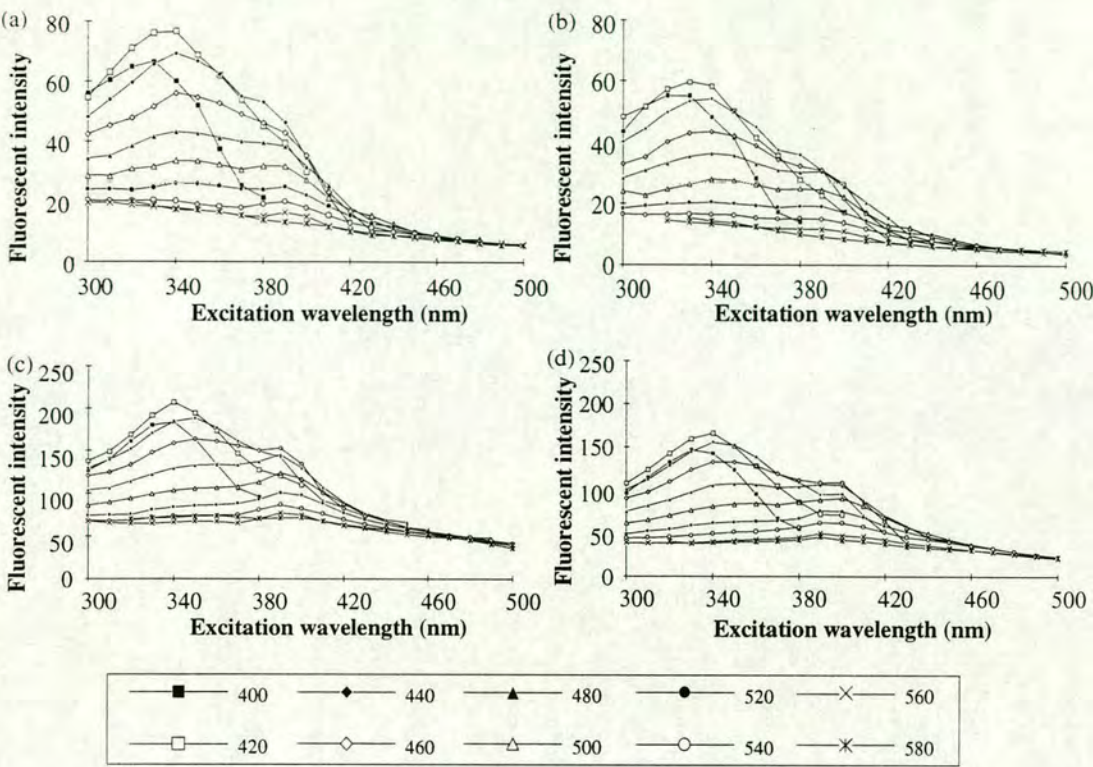 (a)
80
60
40
20
0
Fluorescent intensity
300 340 380 420 460 500
Excitation wavelength (nm)
(b)
80
60
40
20
0
Fluorescent intensity
300 340 380 420 460 500
Excitation wavelength (nm)
(c)
250
200
150
100
50
0
Fluorescent intensity
300 340 380 420 460 500
Excitation wavelength (nm)
(d)
250
200
150
100
50
0
Fluorescent intensity
300 340 380 420 460 500
Excitation wavelength (nm)
400 440 480 520 560
420 460 500 540 580